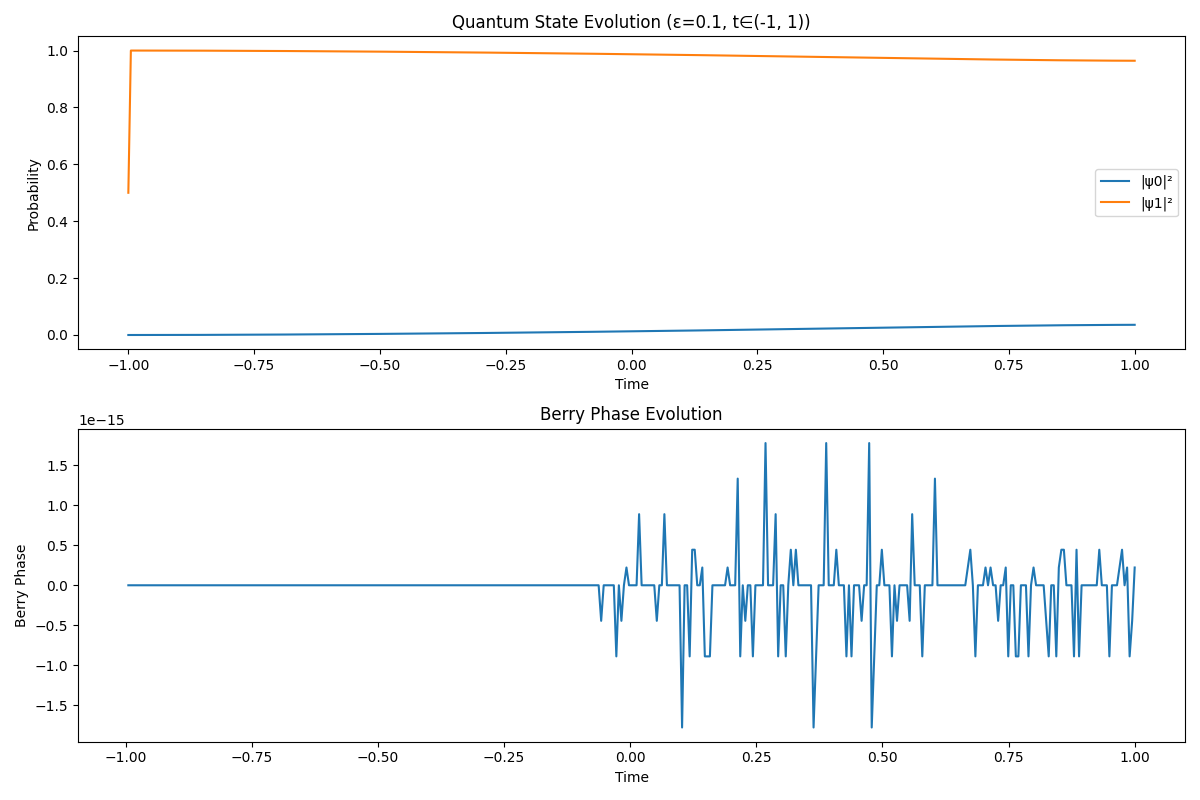 Quantum State Evolution (ε=0.1, t∈(-1, 1))
Probability
1.0
0.8
0.6
0.4
0.2
0.0
|ψ0|²
|ψ1|²
−1.00 −0.75 −0.50 −0.25 0.00 0.25 0.50 0.75 1.00
Time
Berry Phase Evolution
1e−15
Berry Phase
1.5
1.0
0.5
0.0
−0.5
−1.0
−1.5
−1.00 −0.75 −0.50 −0.25 0.00 0.25 0.50 0.75 1.00
Time